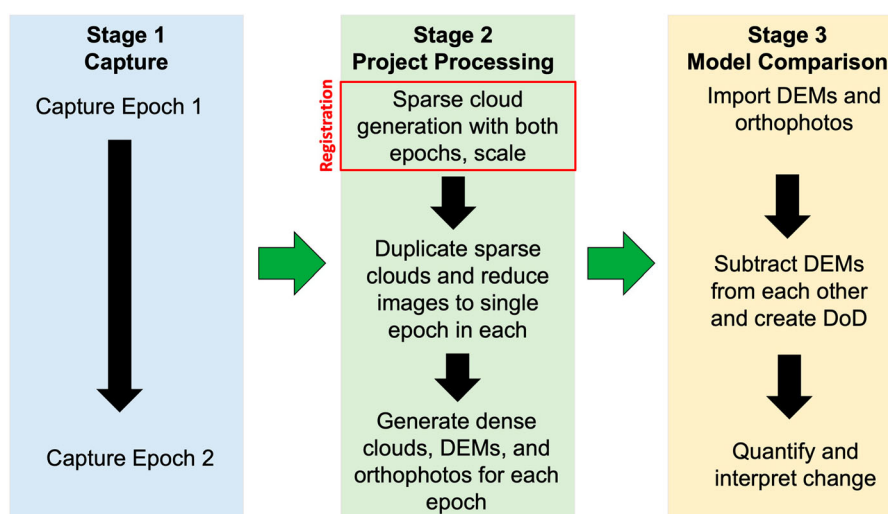 Stage 1
Capture
Capture Epoch 1
Capture Epoch 2
Stage 2
Project Processing
Registration
Sparse cloud
generation with both
epochs, scale
Duplicate sparse
clouds and reduce
images to single
epoch in each
Generate dense
clouds, DEMs, and
orthophotos for each
epoch
Stage 3
Model Comparison
Import DEMs and
orthophotos
Subtract DEMs
from each other
and create DoD
Quantify and
interpret change